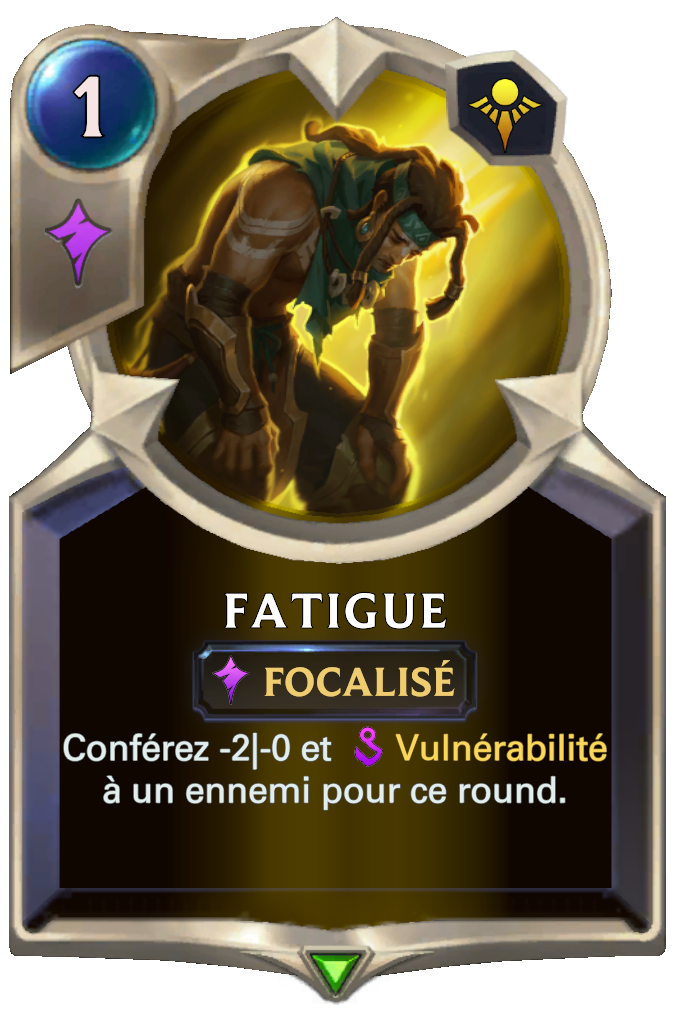 1
FATIGUE
FOCALISÉ
Conférez -2|-0 et Vulnérabilité
à un ennemi pour ce round.